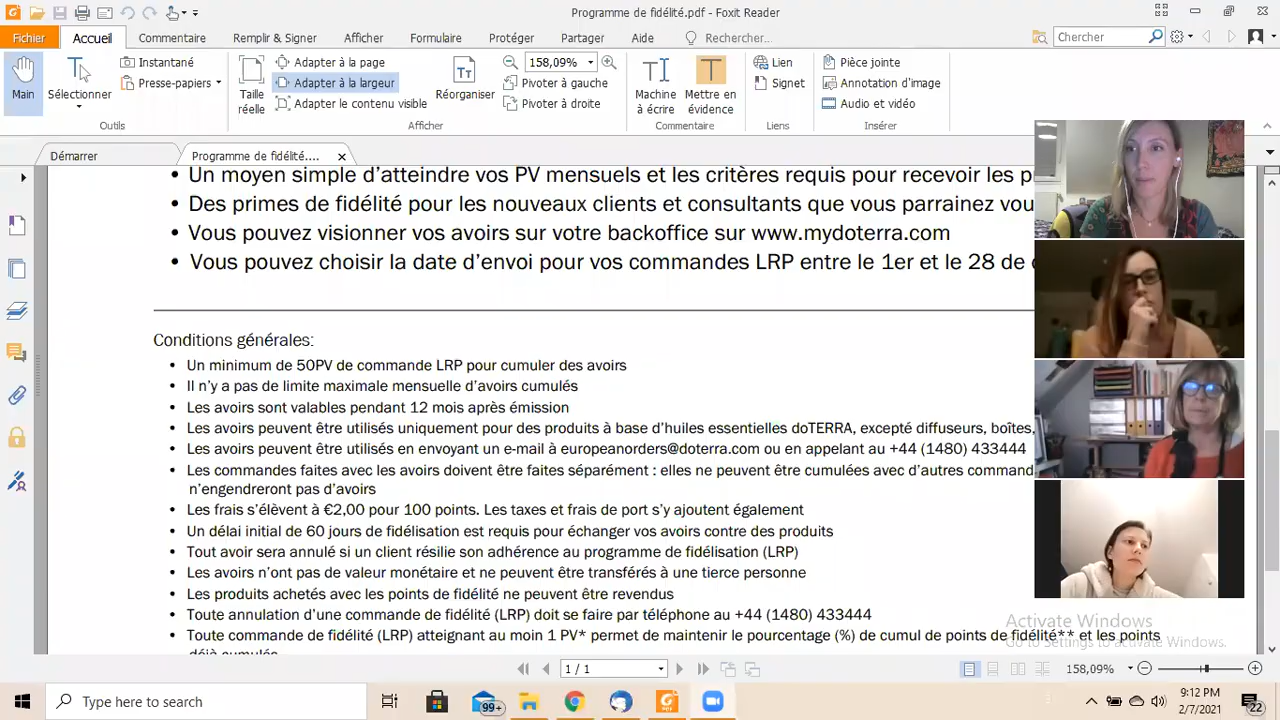 Programme de fidélité.pdf - Foxit Reader
Fichier Accueil Commentaire Remplir & Signer Afficher Formulaire Protéger Partager Aide Rechercher... Chercher
Main
Sélectionner
Instantané
Presse-papiers
Outils
Taille réelle
Adapter à la page
Adapter à la largeur
Adapter le contenu visible
Réorganiser
158,09%
Pivoter à gauche
Pivoter à droite
Afficher
Machine à écrire
Mettre en évidence
Commentaire
Lien
Signet
Liens
Pièce jointe
Annotation d'image
Audio et vidéo
Insérer
Démarrer
Programme de fidélité....
• Un moyen simple d'atteindre vos PV mensuels et les critères requis pour recevoir les p
• Des primes de fidélité pour les nouveaux clients et consultants que vous parrainez vou
• Vous pouvez visionner vos avoirs sur votre backoffice sur www.mydoterra.com
• Vous pouvez choisir la date d'envoi pour vos commandes LRP entre le 1er et le 28 de c
Conditions générales:
• Un minimum de 50PV de commande LRP pour cumuler des avoirs
• Il n'y a pas de limite maximale mensuelle d'avoirs cumulés
• Les avoirs sont valables pendant 12 mois après émission
• Les avoirs peuvent être utilisés uniquement pour des produits à base d'huiles essentielles doTERRA, excepté diffuseurs, boîtes,
• Les avoirs peuvent être utilisés en envoyant un e-mail à europeanorders@doterra.com ou en appelant au +44 (1480) 433444
• Les commandes faites avec les avoirs doivent être faites séparément : elles ne peuvent être cumulées avec d'autres command
n'engendreront pas d'avoirs
• Les frais s'élèvent à €2,00 pour 100 points. Les taxes et frais de port s'y ajoutent également
• Un délai initial de 60 jours de fidélisation est requis pour échanger vos avoirs contre des produits
• Tout avoir sera annulé si un client résilie son adhérence au programme de fidélisation (LRP)
• Les avoirs n'ont pas de valeur monétaire et ne peuvent être transférés à une tierce personne
• Les produits achetés avec les points de fidélité ne peuvent être revendus
• Toute annulation d'une commande de fidélité (LRP) doit se faire par téléphone au +44 (1480) 433444
• Toute commande de fidélité (LRP) atteignant au moin 1 PV* permet de maintenir le pourcentage (%) de cumul de points de fidélité** et les points
déjà cumulés
Activate Windows
Go to Settings to activate Windows.
1 / 1
158,09%
Type here to search
99+
9:12 PM
2/7/2021
22